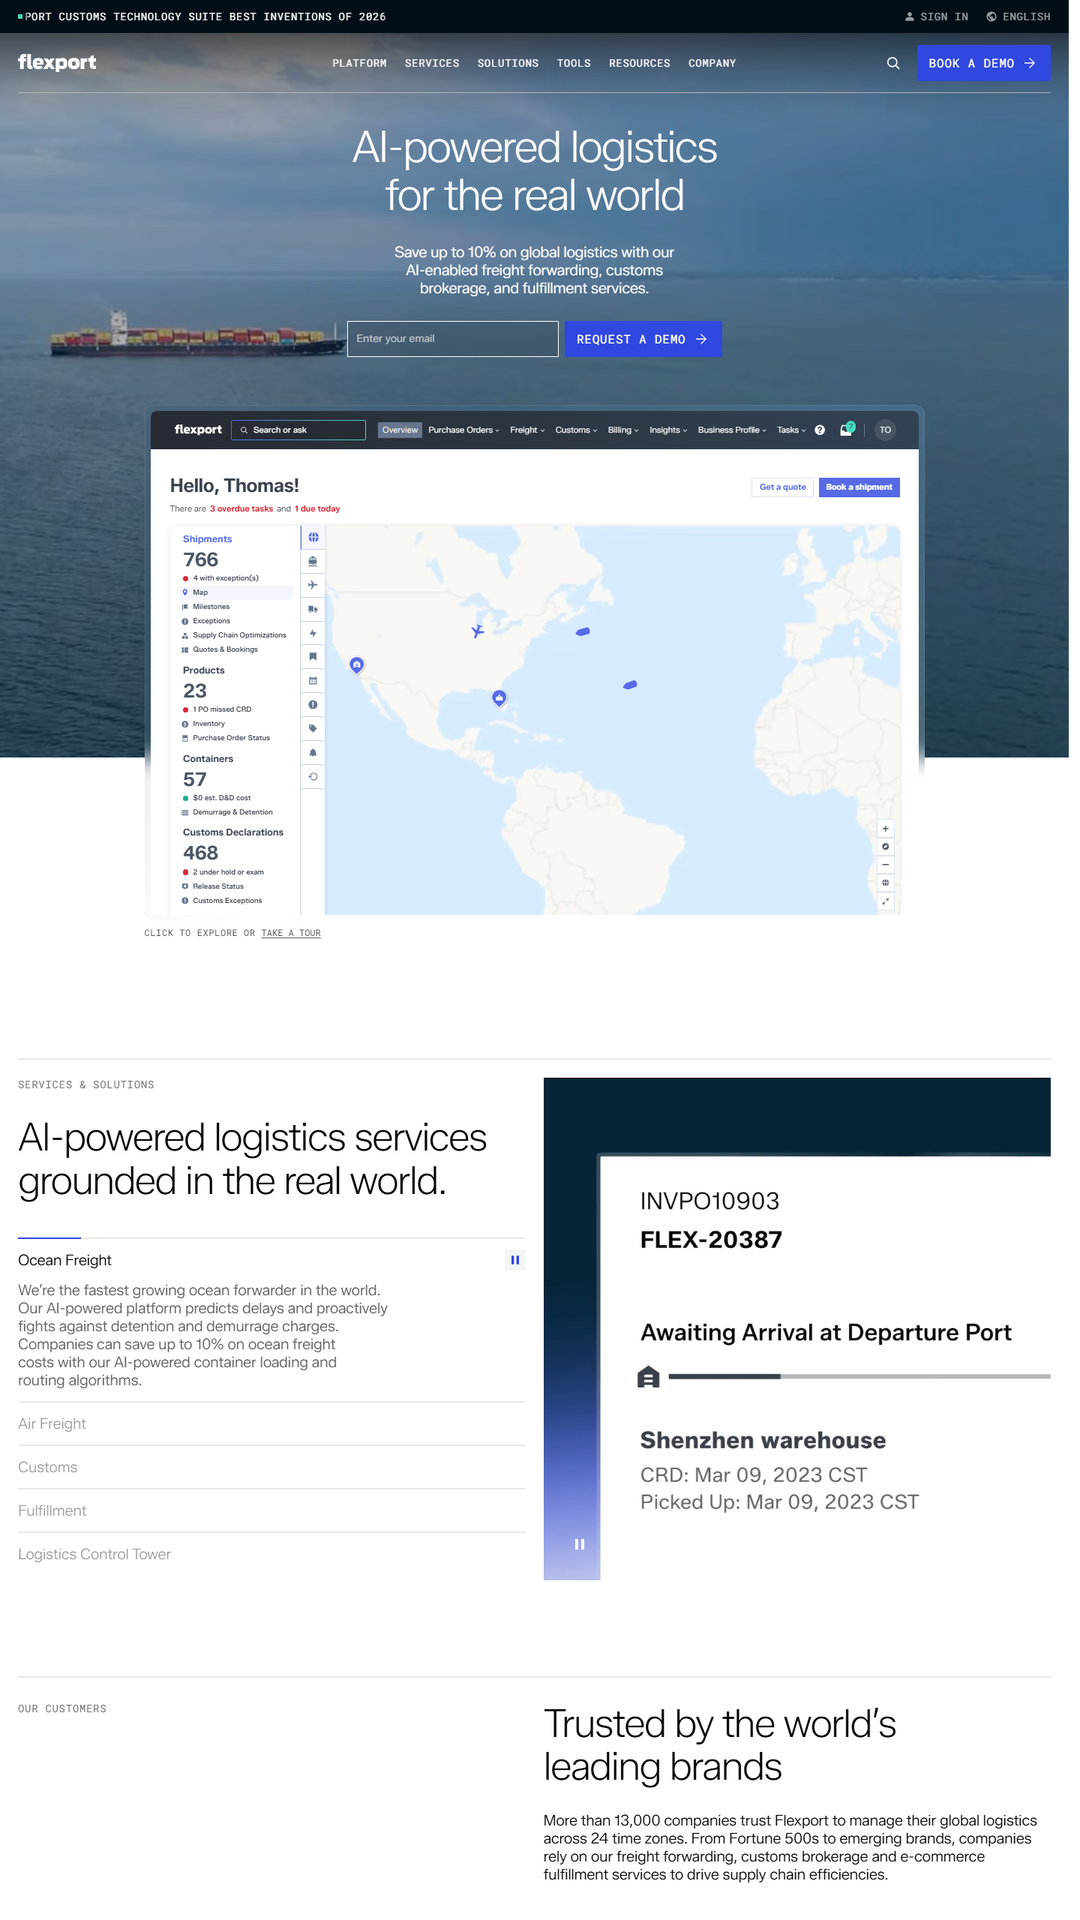 PORT CUSTOMS TECHNOLOGY SUITE BEST INVENTIONS OF 2026
SIGN IN
ENGLISH
flexport
PLATFORM
SERVICES
SOLUTIONS
TOOLS
RESOURCES
COMPANY
BOOK A DEMO
AI-powered logistics
for the real world
Save up to 10% on global logistics with our
AI-enabled freight forwarding, customs
brokerage, and fulfillment services.
Enter your email
REQUEST A DEMO
flexport
Search or ask
Overview
Purchase Orders
Freight
Customs
Billing
Insights
Business Profile
Tasks
TO
Hello, Thomas!
There are 3 overdue tasks and 1 due today
Get a quote
Book a shipment
Shipments
766
4 with exception(s)
Map
Milestones
Exceptions
Supply Chain Optimizations
Quotes & Bookings
Products
23
1 PO missed CRD
Inventory
Purchase Order Status
Containers
57
$0 est. D&D cost
Demurrage & Detention
Customs Declarations
468
2 under hold or exam
Release Status
Customs Exceptions
CLICK TO EXPLORE OR TAKE A TOUR
SERVICES & SOLUTIONS
AI-powered logistics services
grounded in the real world.
Ocean Freight
We're the fastest growing ocean forwarder in the world.
Our AI-powered platform predicts delays and proactively
fights against detention and demurrage charges.
Companies can save up to 10% on ocean freight
costs with our AI-powered container loading and
routing algorithms.
Air Freight
Customs
Fulfillment
Logistics Control Tower
INVPO10903
FLEX-20387
Awaiting Arrival at Departure Port
Shenzhen warehouse
CRD: Mar 09, 2023 CST
Picked Up: Mar 09, 2023 CST
OUR CUSTOMERS
Trusted by the world's
leading brands
More than 13,000 companies trust Flexport to manage their global logistics
across 24 time zones. From Fortune 500s to emerging brands, companies
rely on our freight forwarding, customs brokerage and e-commerce
fulfillment services to drive supply chain efficiencies.